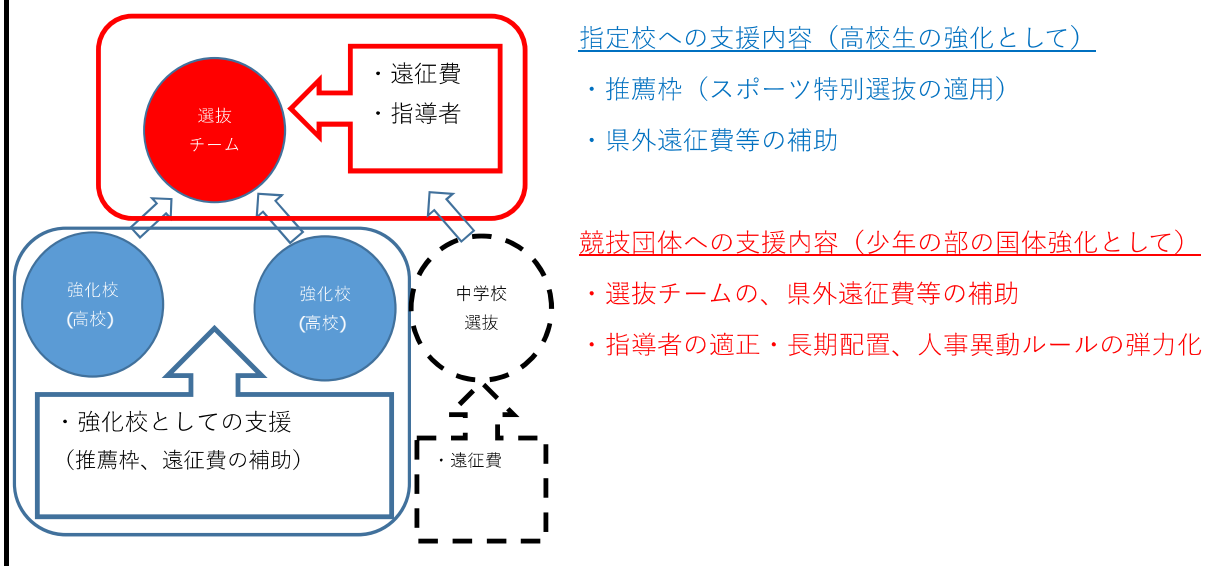 ・遠征費
・指導者
選抜
チーム
強化校
(高校)
強化校
(高校)
中学校
選抜
・強化校としての支援
（推薦枠、遠征費の補助）
・遠征費
指定校への支援内容（高校生の強化として）
・推薦枠（スポーツ特別選抜の適用）
・県外遠征費等の補助
競技団体への支援内容（少年の部の国体強化として）
・選抜チームの、県外遠征費等の補助
・指導者の適正・長期配置、人事異動ルールの弾力化